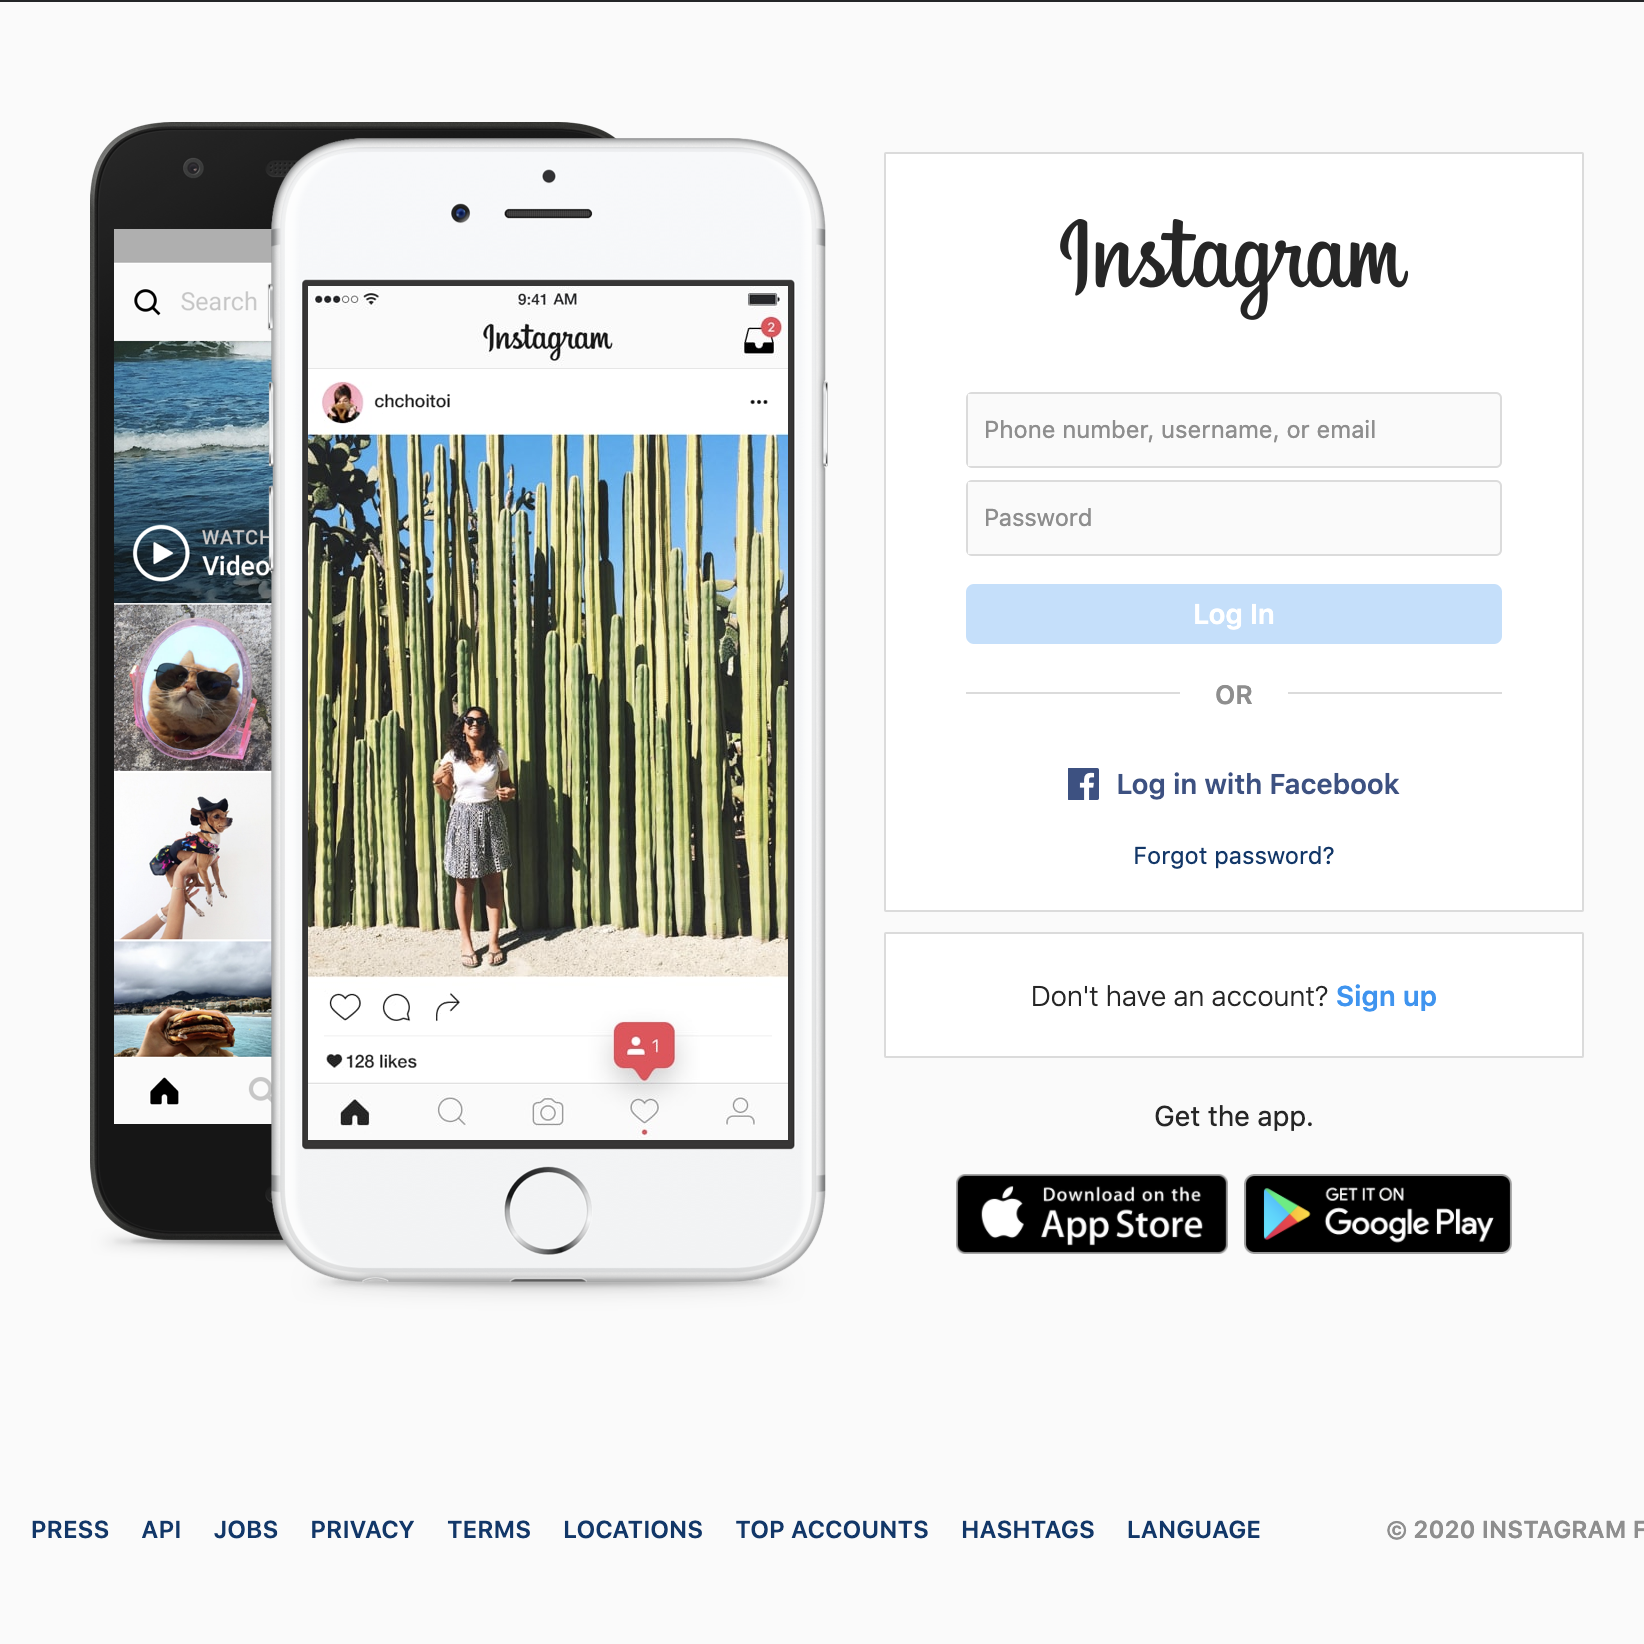 Search
WATCH
Video
9:41 AM
Instagram
2
chchoitoi
128 likes
1
Instagram
Phone number, username, or email
Password
Log In
OR
Log in with Facebook
Forgot password?
Don't have an account? Sign up
Get the app.
Download on the
App Store
GET IT ON
Google Play
PRESS API JOBS PRIVACY TERMS LOCATIONS TOP ACCOUNTS HASHTAGS LANGUAGE © 2020 INSTAGRAM F